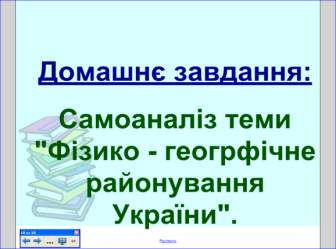 Домашнє завдання:
Самоаналіз теми
"Фізико - геогрфічне
районування
України".